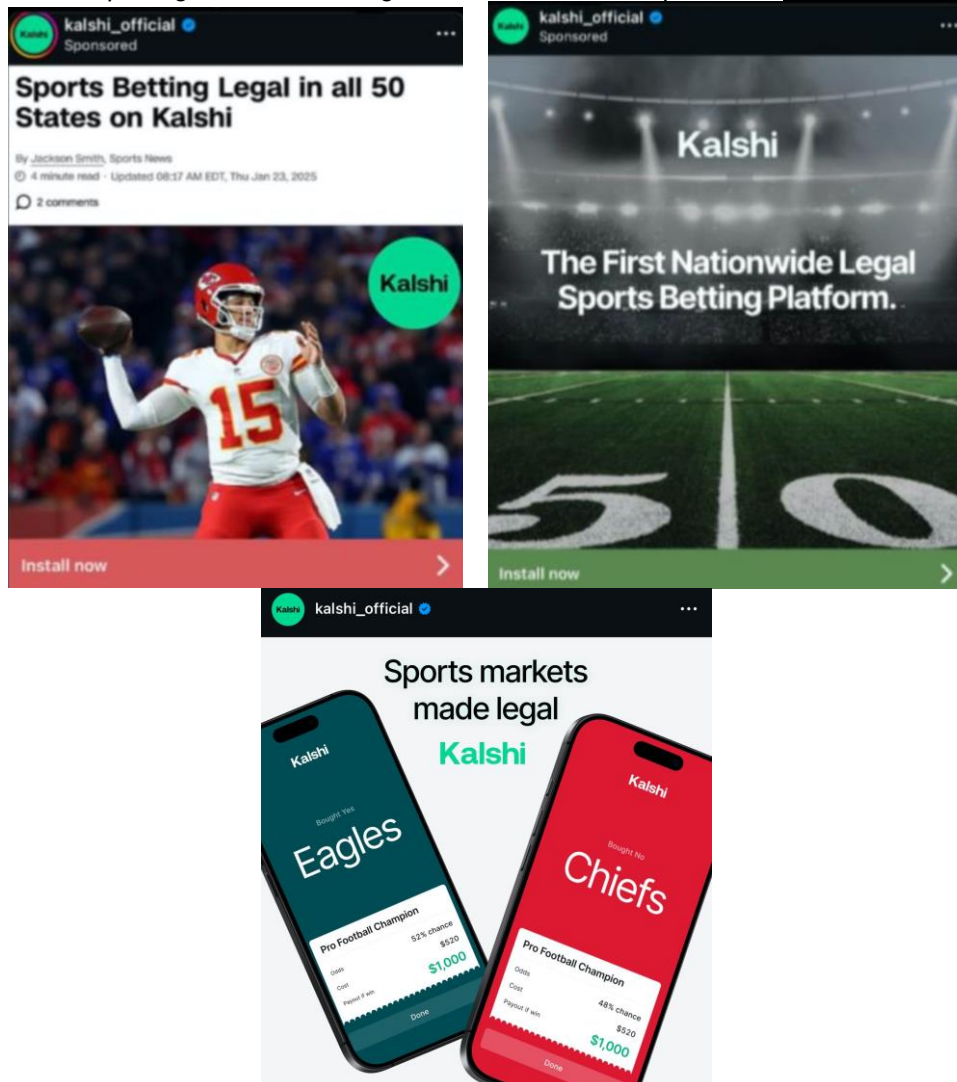 kalshi_official
Sponsored
Sports Betting Legal in all 50
States on Kalshi
By Jackson Smith, Sports News
4 minute read · Updated 08:17 AM EDT, Thu Jan 23, 2025
2 comments
Kalshi
15
Install now
kalshi_official
Sponsored
Kalshi
The First Nationwide Legal
Sports Betting Platform.
5 0
Install now
Kalshi
kalshi_official
Sports markets
made legal
Kalshi
Kalshi
Bought Yes
Eagles
Pro Football Champion
Odds 52% chance
Cost $520
Payout if win $1,000
Done
Kalshi
Bought No
Chiefs
Pro Football Champion
Odds 48% chance
Cost $520
Payout if win $1,000
Done